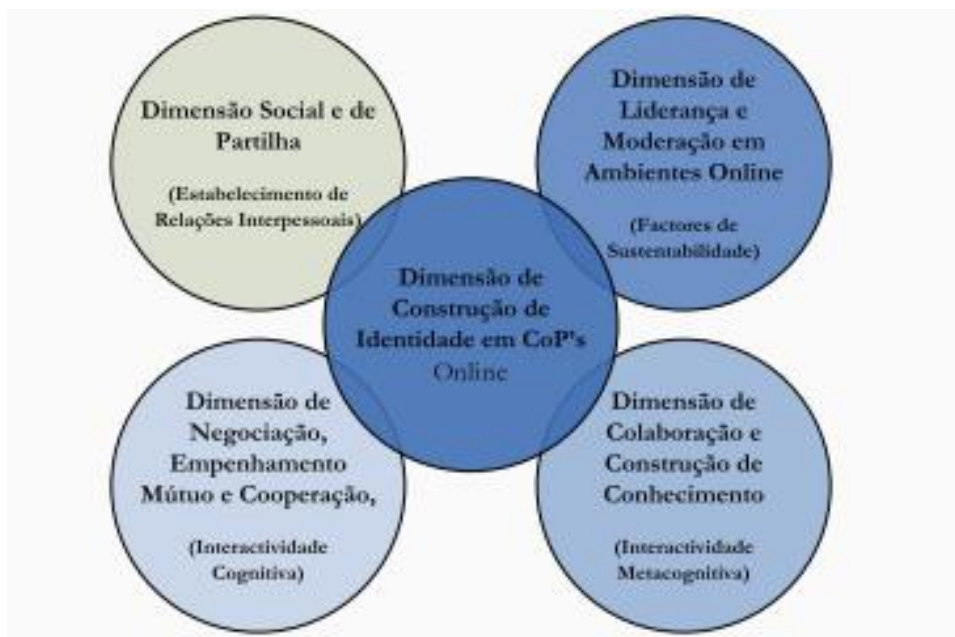 Dimensão Social e de
Partilha
(Estabelecimento de
Relações Interpessoais)
Dimensão de
Liderança e
Moderação em
Ambientes Online
(Factores de
Sustentabilidade)
Dimensão de
Construção de
Identidade em CoP's
Online
Dimensão de
Negociação,
Empenhamento
Mútuo e Cooperação,
(Interactividade
Cognitiva)
Dimensão de
Colaboração e
Construção de
Conhecimento
(Interactividade
Metacognitiva)